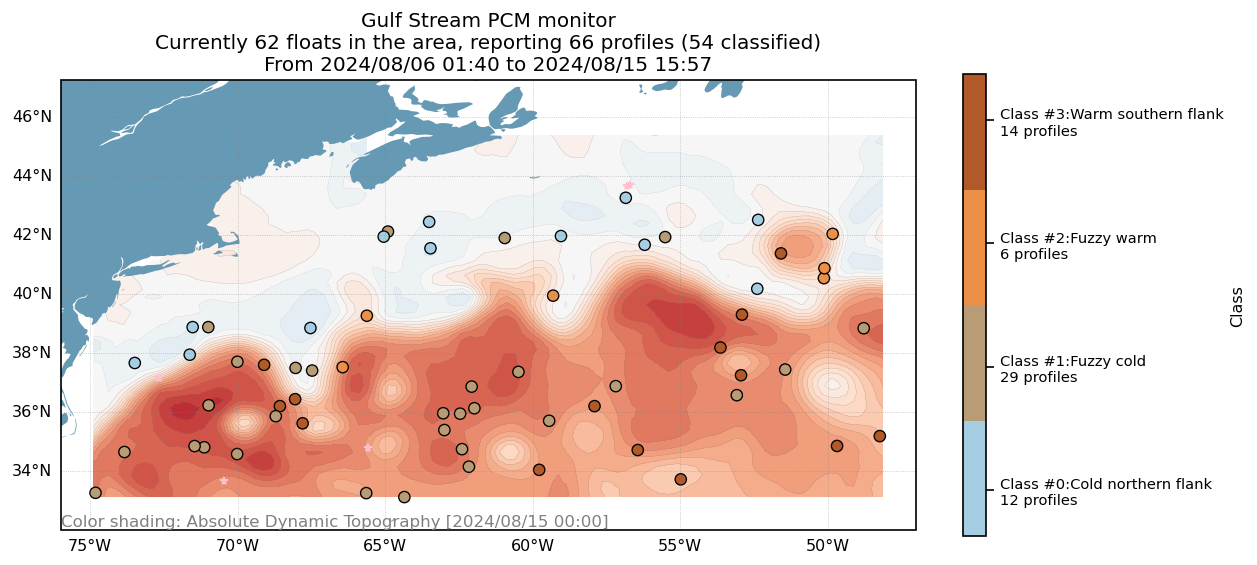 Gulf Stream PCM monitor
Currently 62 floats in the area, reporting 66 profiles (54 classified)
From 2024/08/06 01:40 to 2024/08/15 15:57
46°N
44°N
42°N
40°N
38°N
36°N
34°N
Color shading: Absolute Dynamic Topography [2024/08/15 00:00]
75°W
70°W
65°W
60°W
55°W
50°W
Class #3:Warm southern flank
14 profiles
Class #2:Fuzzy warm
6 profiles
Class #1:Fuzzy cold
29 profiles
Class #0:Cold northern flank
12 profiles
Class